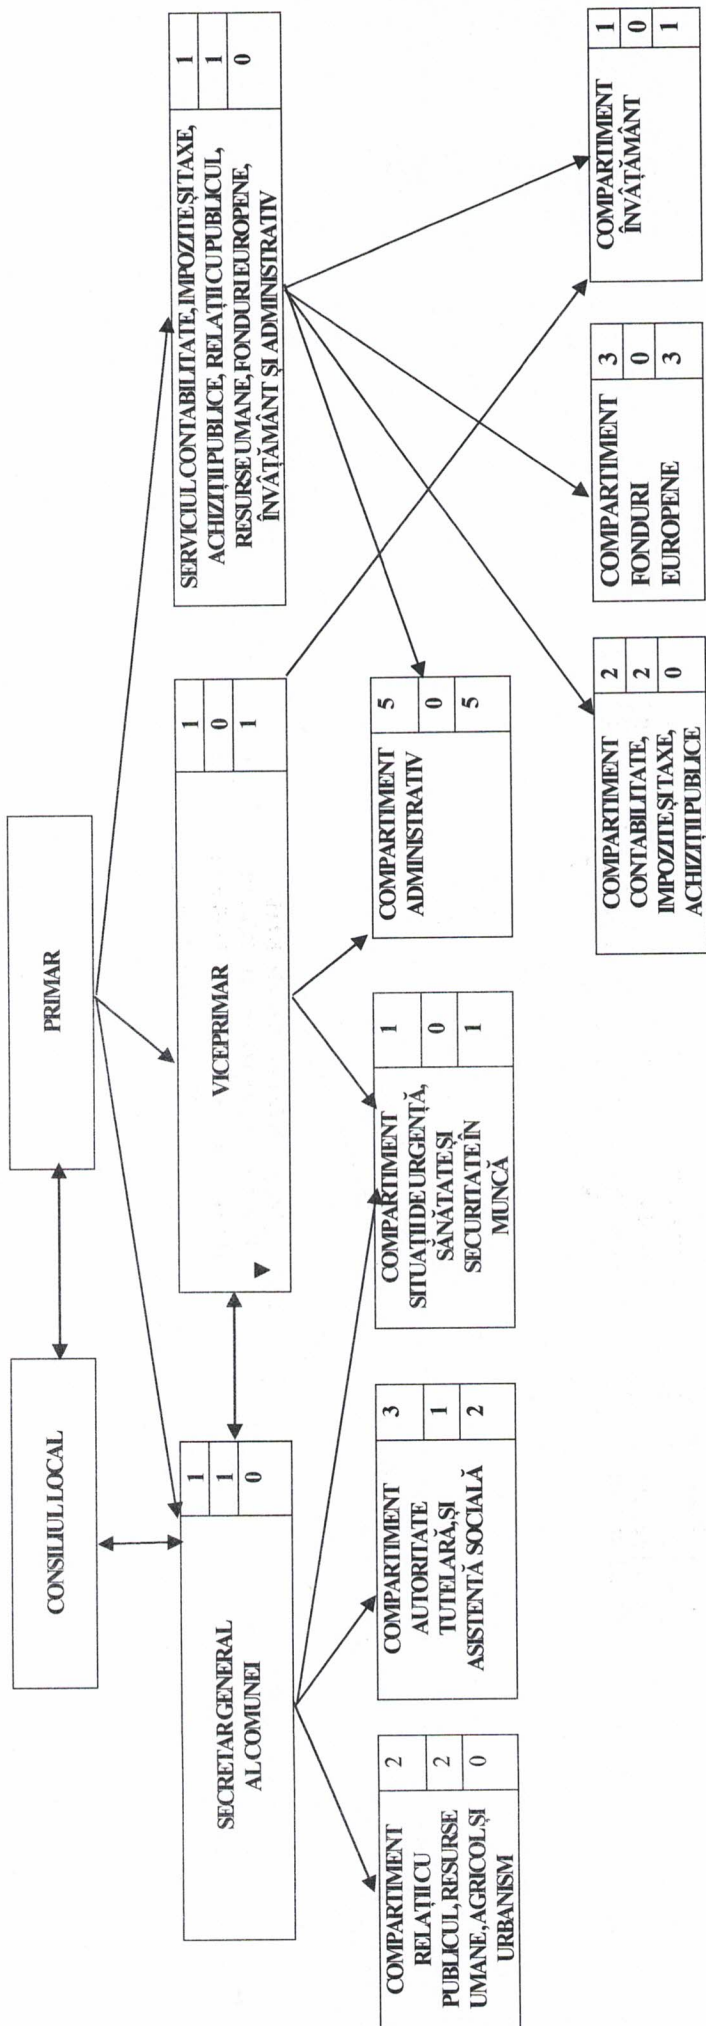 CONSILIUL LOCAL
PRIMAR
SECRETAR GENERAL
AL COMUNEI
1
1
0
VICEPRIMAR
1
0
1
SERVICIUL CONTABILITATE, IMPOZITE ȘI TAXE,
ACHIZIȚII PUBLICE, RELAȚII CU PUBLICUL,
RESURSE UMANE, FONDURI EUROPENE,
ÎNVĂȚĂMÂNT ȘI ADMINISTRATIV
1
1
0
COMPARTIMENT
RELAȚII CU
PUBLICUL, RESURSE
UMANE, AGRICOL ȘI
URBANISM
2
2
0
COMPARTIMENT
AUTORITATE
TUTELARĂ, ȘI
ASISTENTĂ SOCIALĂ
3
1
2
COMPARTIMENT
SITUAȚII DE URGENȚĂ,
SĂNĂTATE ȘI
SECURITATE ÎN
MUNCĂ
1
0
1
COMPARTIMENT
ADMINISTRATIV
5
0
5
COMPARTIMENT
CONTABILITATE,
IMPOZITE ȘI TAXE,
ACHIZIȚII PUBLICE
2
2
0
COMPARTIMENT
FONDURI
EUROPENE
3
0
3
COMPARTIMENT
ÎNVĂȚĂMÂNT
1
0
1